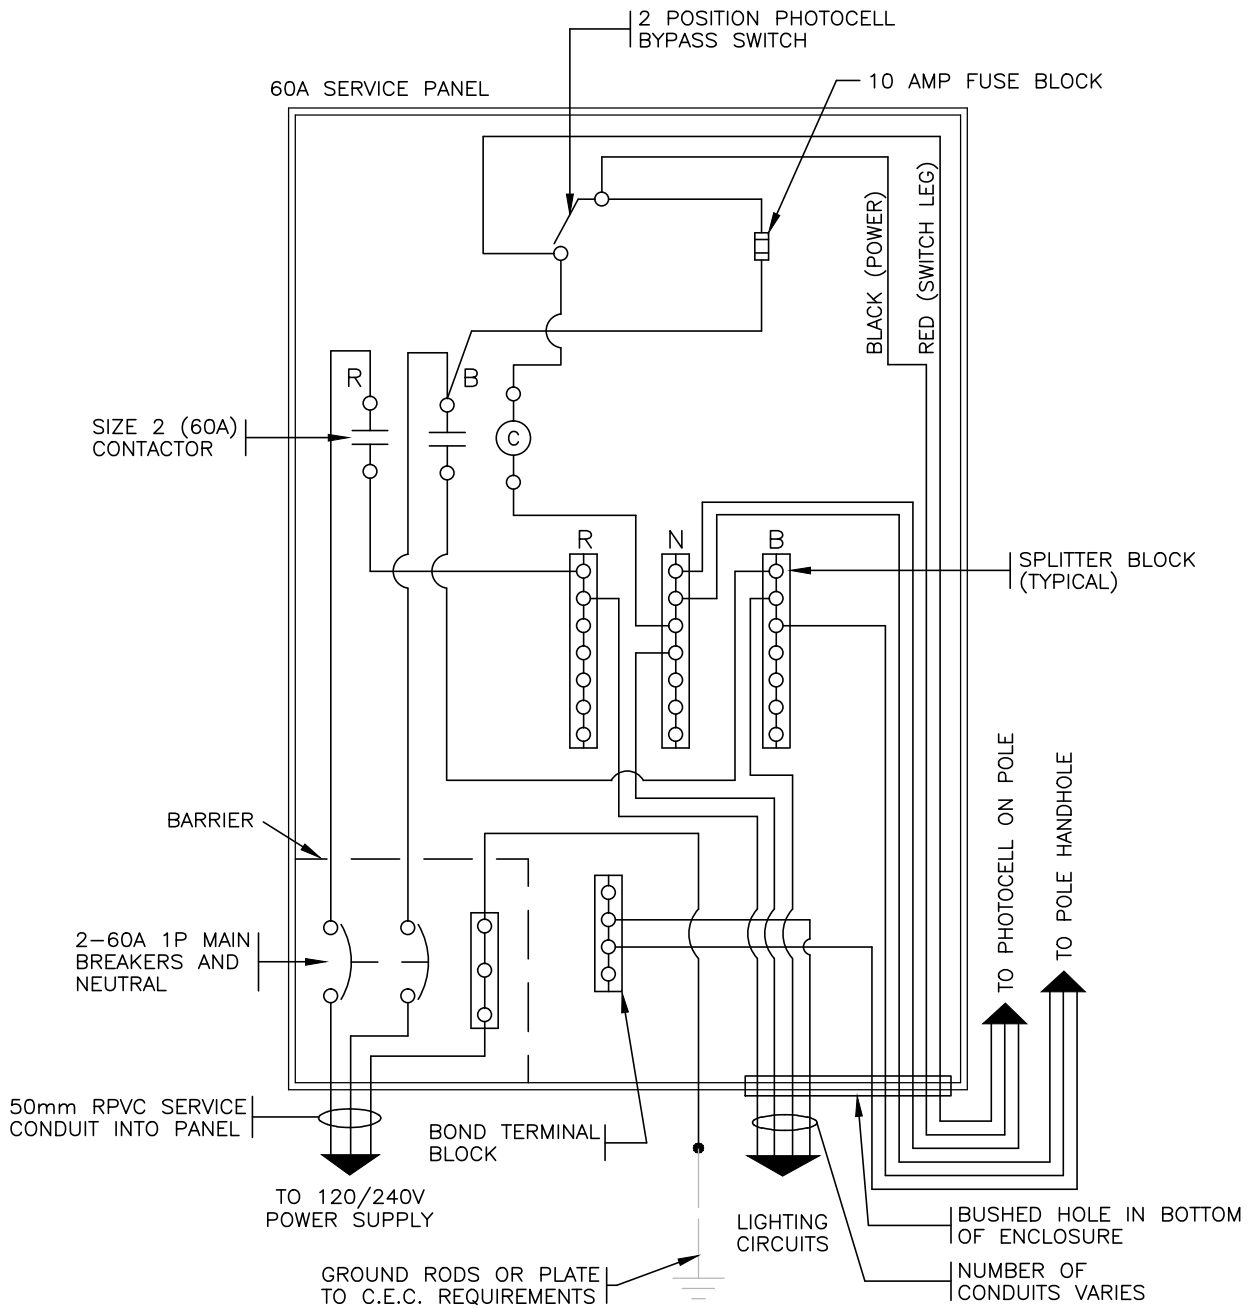 2 POSITION PHOTOCELL
BYPASS SWITCH
60A SERVICE PANEL
10 AMP FUSE BLOCK
BLACK (POWER)
RED (SWITCH LEG)
R
B
SIZE 2 (60A)
CONTACTOR
C
R
N
B
SPLITTER BLOCK
(TYPICAL)
BARRIER
TO PHOTOCELL ON POLE
TO POLE HANDHOLE
2-60A 1P MAIN
BREAKERS AND
NEUTRAL
50mm RPVC SERVICE
CONDUIT INTO PANEL
BOND TERMINAL
BLOCK
TO 120/240V
POWER SUPPLY
LIGHTING
CIRCUITS
BUSHED HOLE IN BOTTOM
OF ENCLOSURE
GROUND RODS OR PLATE
TO C.E.C. REQUIREMENTS
NUMBER OF
CONDUITS VARIES